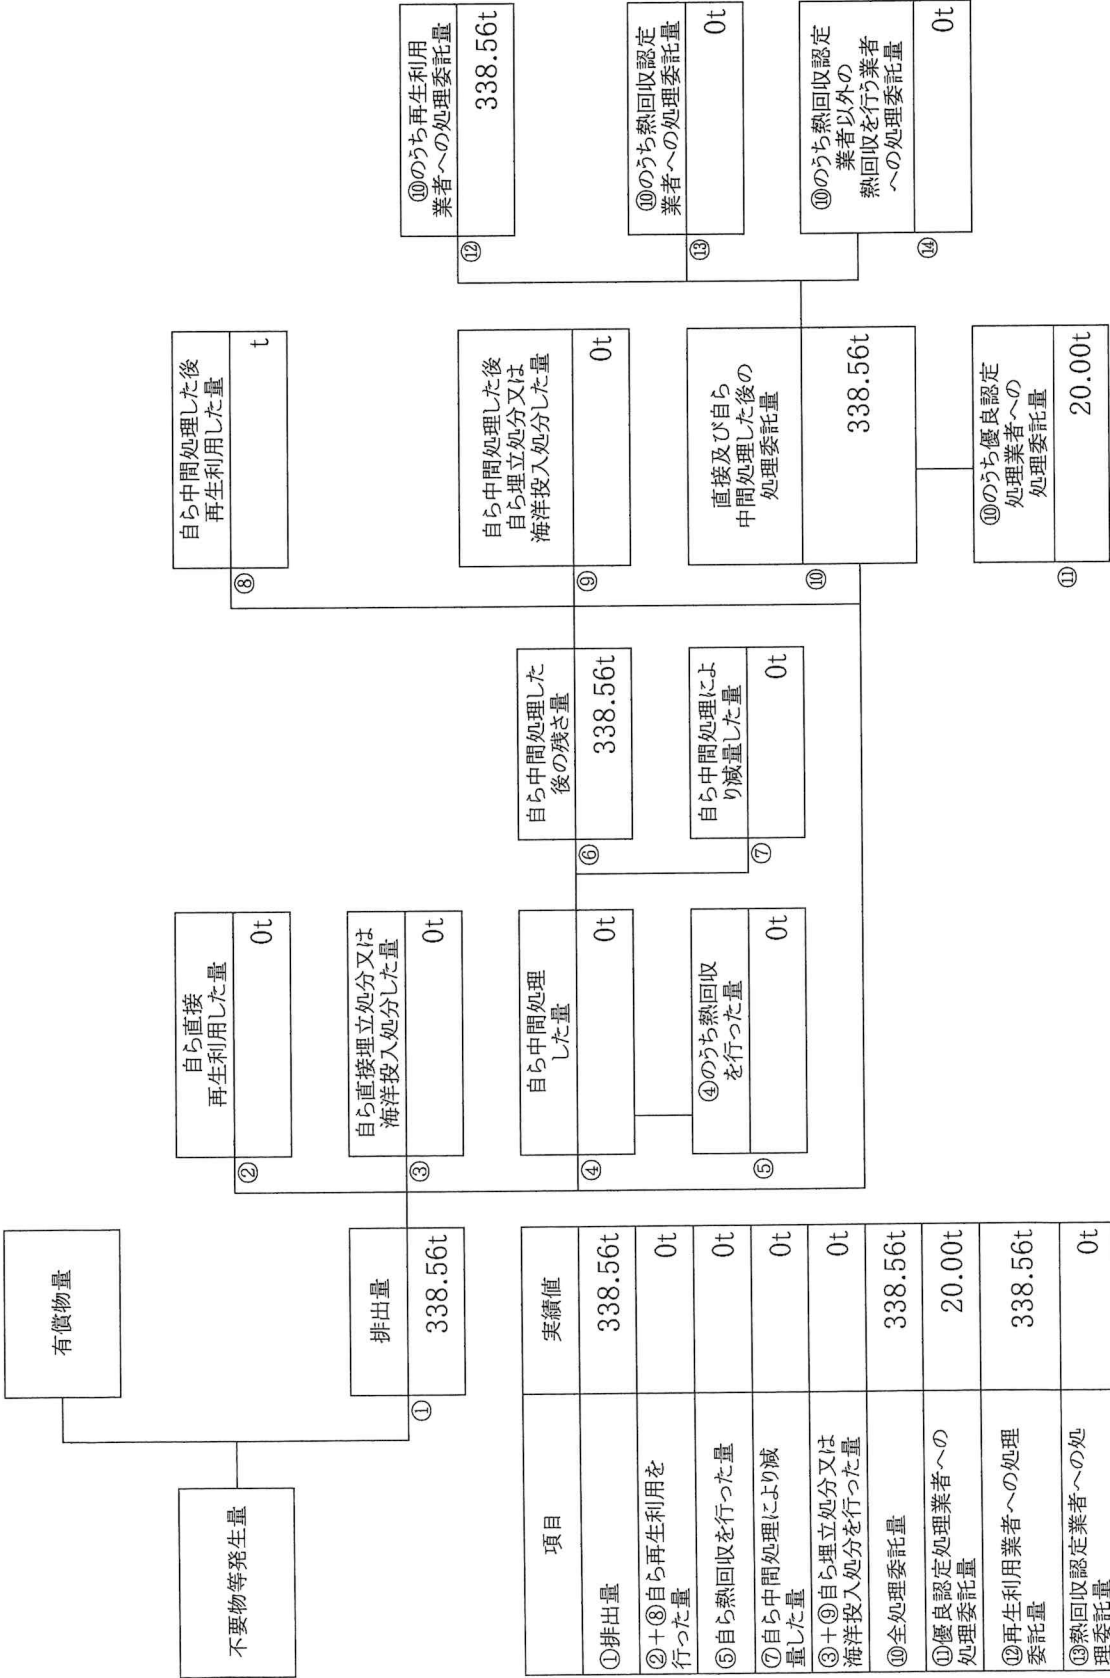 不要物等発生量
有償物量
排出量
①
338.56t
自ら直接
再生利用した量
②
0t
自ら直接埋立処分又は
海洋投入処分した量
③
0t
自ら中間処理
した量
④
0t
④のうち熱回収
を行った量
⑤
0t
自ら中間処理した
後の残さ量
⑥
338.56t
自ら中間処理によ
り減量した量
⑦
0t
自ら中間処理した後
再生利用した量
⑧
t
自ら中間処理した後
自ら埋立処分又は
海洋投入処分した量
⑨
0t
直接及び自ら
中間処理した後の
処理委託量
⑩
338.56t
⑩のうち優良認定
処理業者への
処理委託量
⑪
20.00t
⑩のうち再生利用
業者への処理委託量
⑫
338.56t
⑩のうち熱回収認定
業者への処理委託量
⑬
0t
⑩のうち熱回収認定
業者以外の
熱回収を行う業者
への処理委託量
⑭
0t
項目 実績値
①排出量 338.56t
②+⑧自ら再生利用を
行った量 0t
⑤自ら熱回収を行った量 0t
⑦自ら中間処理により減
量した量 0t
③+⑨自ら埋立処分又は
海洋投入処分を行った量 0t
⑩全処理委託量 338.56t
⑪優良認定処理業者への
処理委託量 20.00t
⑫再生利用業者への処理
委託量 338.56t
⑬熱回収認定業者への処
理委託量 0t